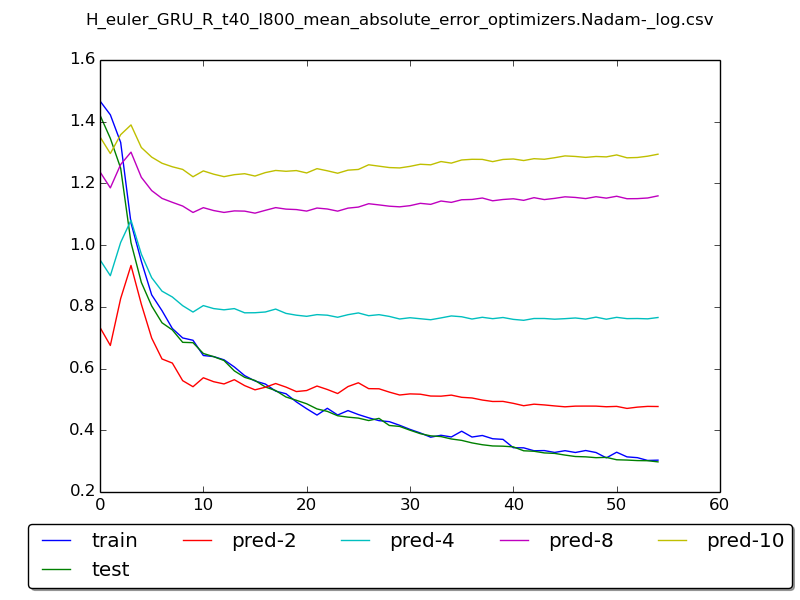 H_euler_GRU_R_t40_l800_mean_absolute_error_optimizers.Nadam-_log.csv
1.6
1.4
1.2
1.0
0.8
0.6
0.4
0.2
0 10 20 30 40 50 60
train pred-2 pred-4 pred-8 pred-10
test